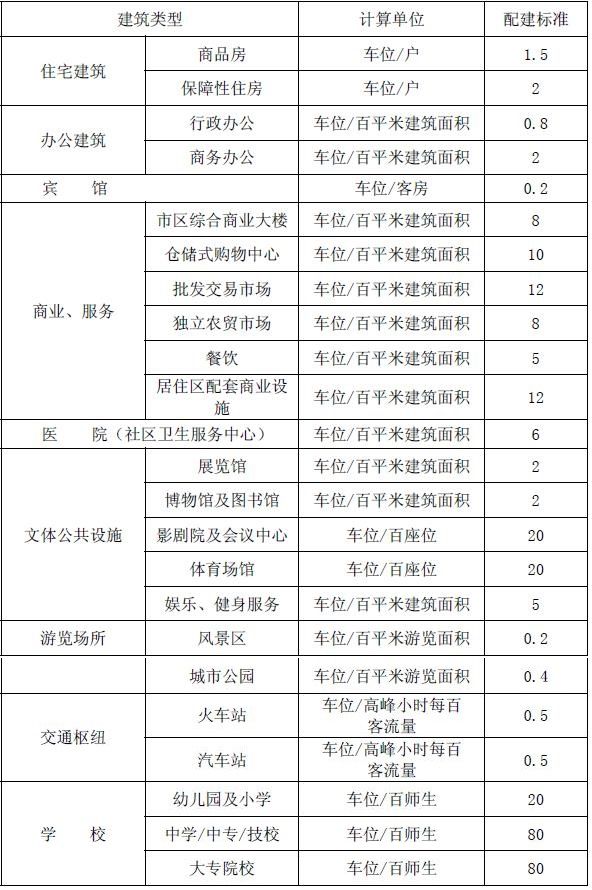 建筑类型 计算单位 配建标准
住宅建筑 商品房 车位/户 1.5
保障性住房 车位/户 2
办公建筑 行政办公 车位/百平米建筑面积 0.8
商务办公 车位/百平米建筑面积 2
宾 馆 车位/客房 0.2
商业、服务 市区综合商业大楼 车位/百平米建筑面积 8
仓储式购物中心 车位/百平米建筑面积 10
批发交易市场 车位/百平米建筑面积 12
独立农贸市场 车位/百平米建筑面积 8
餐饮 车位/百平米建筑面积 5
居住区配套商业设
施 车位/百平米建筑面积 12
医 院（社区卫生服务中心） 车位/百平米建筑面积 6
文体公共设施 展览馆 车位/百平米建筑面积 2
博物馆及图书馆 车位/百平米建筑面积 2
影剧院及会议中心 车位/百座位 20
体育场馆 车位/百座位 20
娱乐、健身服务 车位/百平米建筑面积 5
游览场所 风景区 车位/百平米游览面积 0.2
城市公园 车位/百平米游览面积 0.4
交通枢纽 火车站 车位/高峰小时每百
客流量 0.5
汽车站 车位/高峰小时每百
客流量 0.5
学 校 幼儿园及小学 车位/百师生 20
中学/中专/技校 车位/百师生 80
大专院校 车位/百师生 80